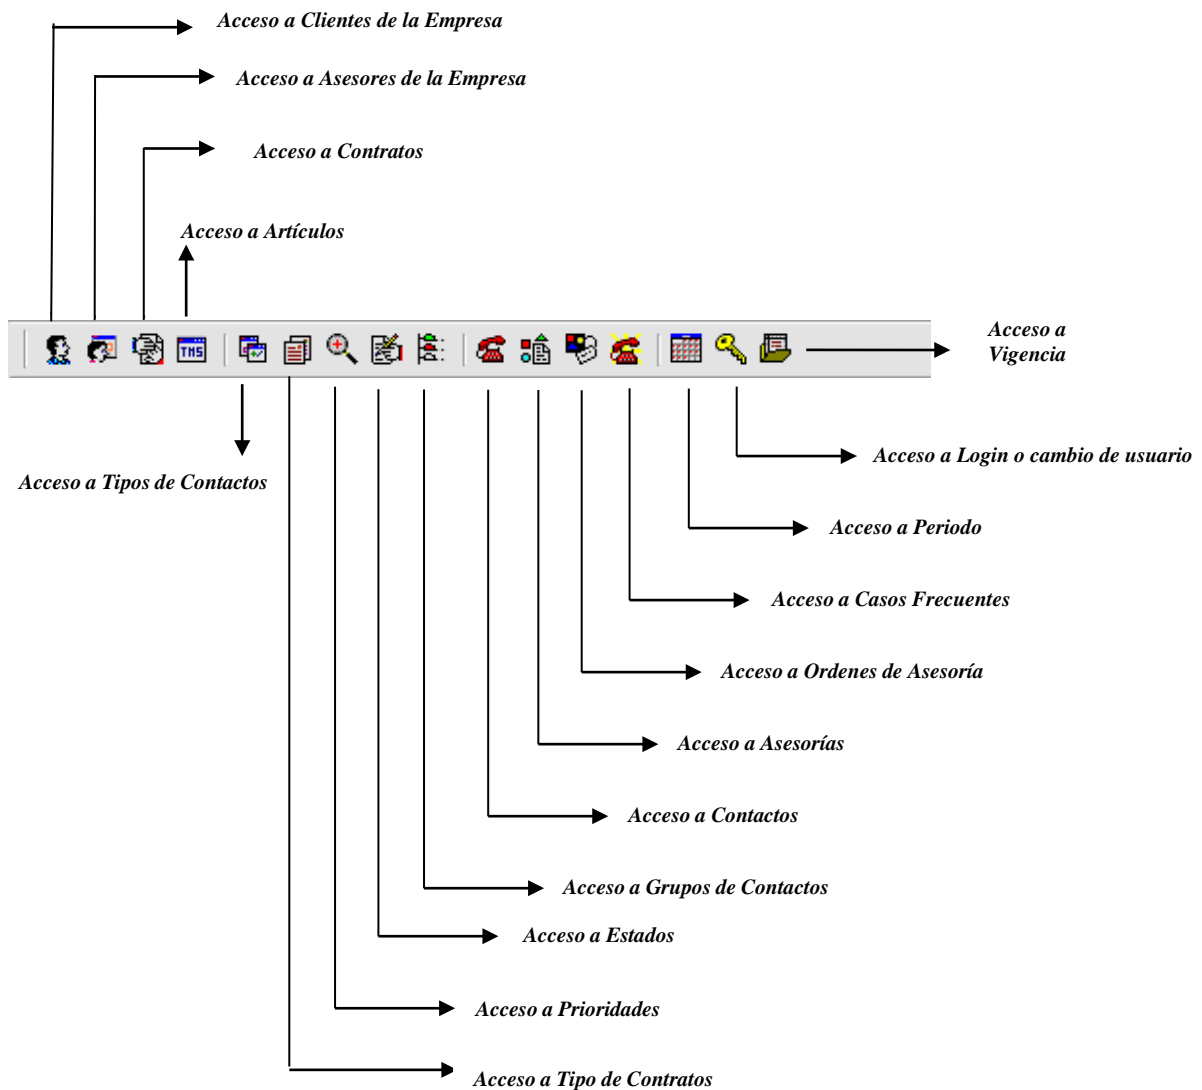 Acceso a Clientes de la Empresa
Acceso a Asesores de la Empresa
Acceso a Contratos
Acceso a Artículos
TMS
Acceso a
Vigencia
Acceso a Login o cambio de usuario
Acceso a Tipos de Contactos
Acceso a Periodo
Acceso a Casos Frecuentes
Acceso a Ordenes de Asesoría
Acceso a Asesorías
Acceso a Contactos
Acceso a Grupos de Contactos
Acceso a Estados
Acceso a Prioridades
Acceso a Tipo de Contratos